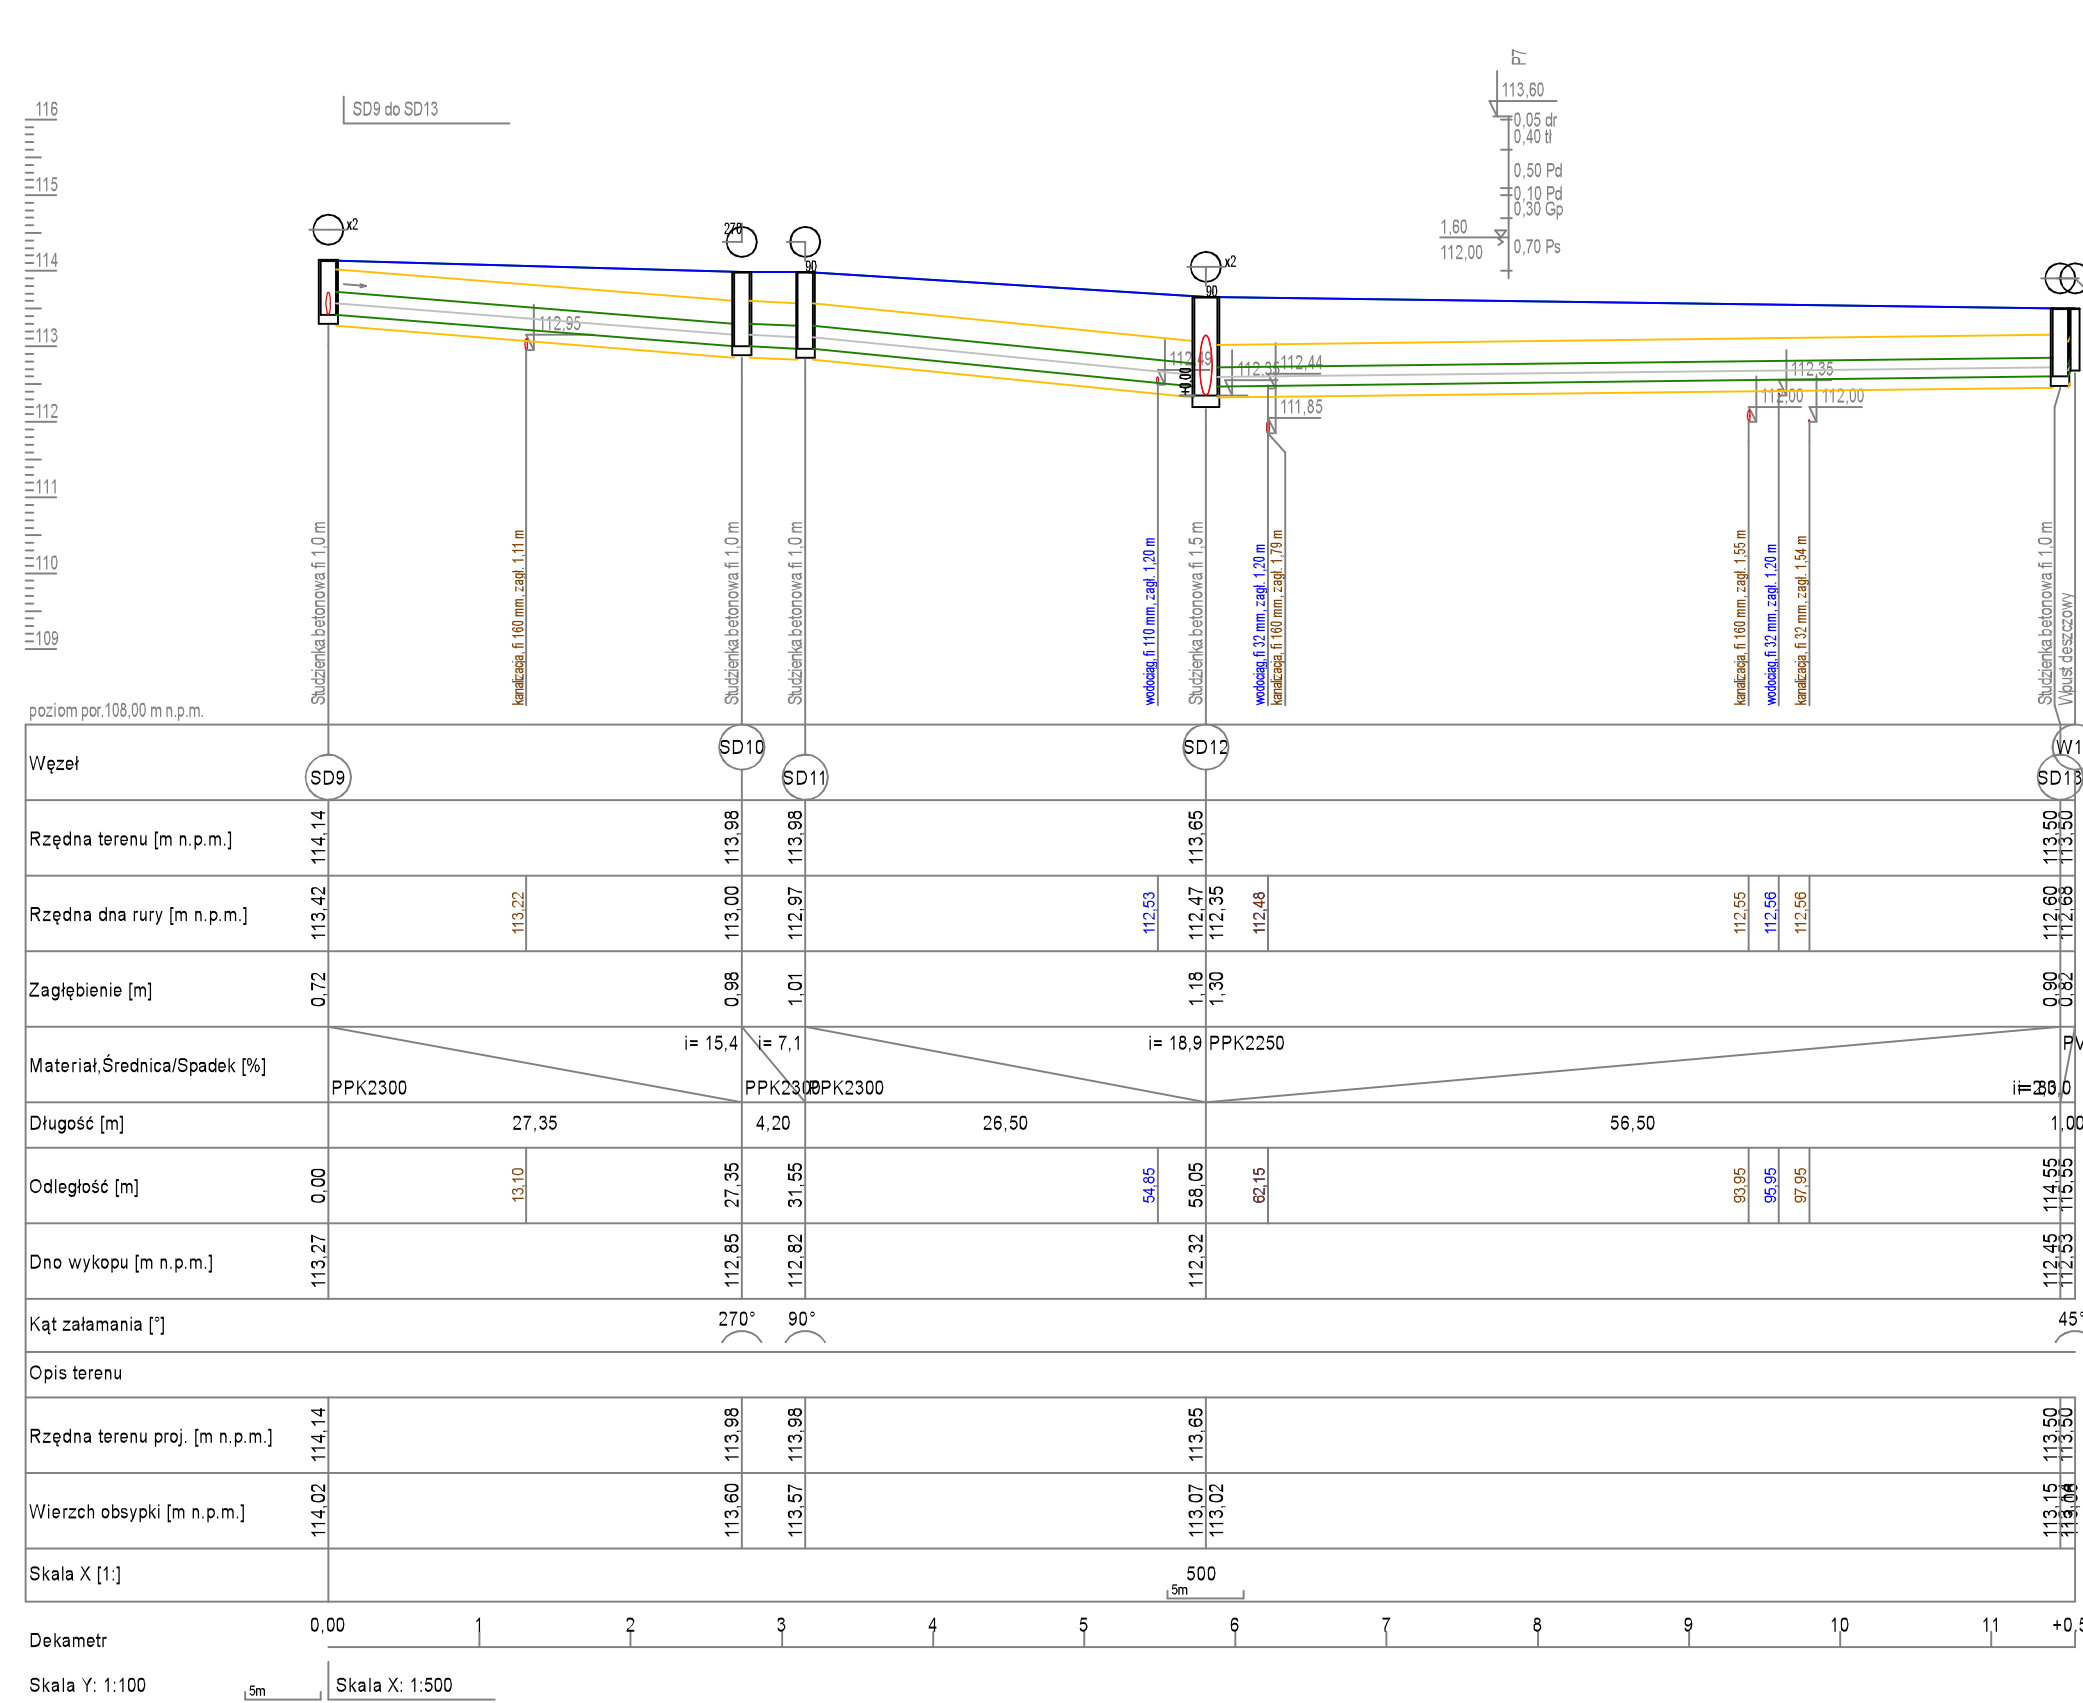 P7
113,60
0,05 dr
0,40 tł
0,50 Pd
0,10 Pd
0,30 Gp
1,60
112,00
0,70 Ps
SD9 do SD13
116
115
114
113
112
111
110
109
x2
270
90
x2
90
112,95
112,49
+0.00
112,35
112,44
111,85
112,35
112,00
112,00
Studzienka betonowa fi 1,0 m
kanalizacja, fi 160 mm, zagł. 1,11 m
Studzienka betonowa fi 1,0 m
Studzienka betonowa fi 1,0 m
wodociąg, fi 110 mm, zagł. 1,20 m
Studzienka betonowa fi 1,5 m
wodociąg, fi 32 mm, zagł. 1,20 m
kanalizacja, fi 160 mm, zagł. 1,79 m
kanalizacja, fi 160 mm, zagł. 1,55 m
wodociąg, fi 32 mm, zagł. 1,20 m
kanalizacja, fi 32 mm, zagł. 1,54 m
Studzienka betonowa fi 1,0 m
Wpust deszczowy
poziom por.108,00 m n.p.m.
Węzeł SD9 SD10 SD11 SD12 SD13 W1
Rzędna terenu [m n.p.m.] 114,14 113,98 113,98 113,65 113,50 113,50
Rzędna dna rury [m n.p.m.] 113,42 113,22 113,00 112,97 112,53 112,47 112,35 112,48 112,55 112,56 112,56 112,60 112,68
Zagłębienie [m] 0,72 0,98 1,01 1,18 1,30 0,90 0,82
Materiał,Średnica/Spadek [%] PPK2300 i= 15,4 PPK2300 i= 7,1 PPK2300 i= 18,9 PPK2250 PV
Długość [m] 27,35 4,20 26,50 56,50 1,00
Odległość [m] 0,00 13,10 27,35 31,55 54,85 58,05 62,15 93,95 95,95 97,95 114,55 115,55
Dno wykopu [m n.p.m.] 113,27 112,85 112,82 112,32 112,45 112,53
Kąt załamania [°] 270° 90° 45°
Opis terenu
Rzędna terenu proj. [m n.p.m.] 114,14 113,98 113,98 113,65 113,50 113,50
Wierzch obsypki [m n.p.m.] 114,02 113,60 113,57 113,07 113,02 113,15
Skala X [1:] 500
5m
Dekametr 0,00 1 2 3 4 5 6 7 8 9 10 11 +0,5
Skala Y: 1:100 5m Skala X: 1:500